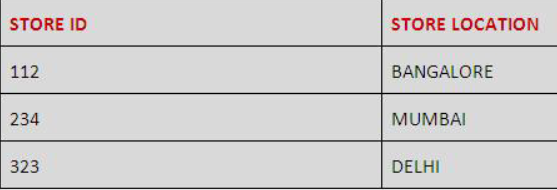 STORE ID STORE LOCATION
112 BANGALORE
234 MUMBAI
323 DELHI